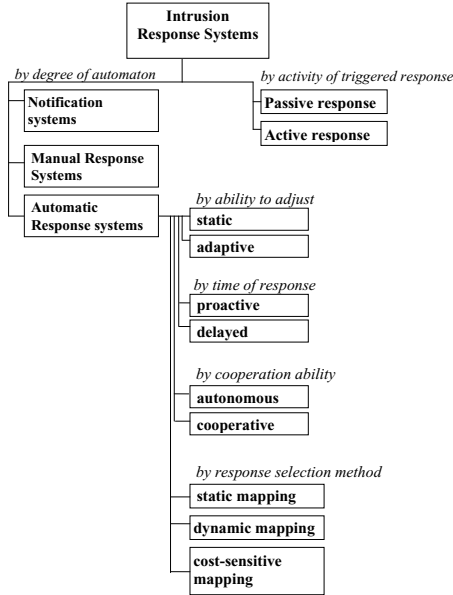 Intrusion
Response Systems
by degree of automaton
by activity of triggered response
Notification
systems
Passive response
Active response
Manual Response
Systems
Automatic
Response systems
by ability to adjust
static
adaptive
by time of response
proactive
delayed
by cooperation ability
autonomous
cooperative
by response selection method
static mapping
dynamic mapping
cost-sensitive
mapping